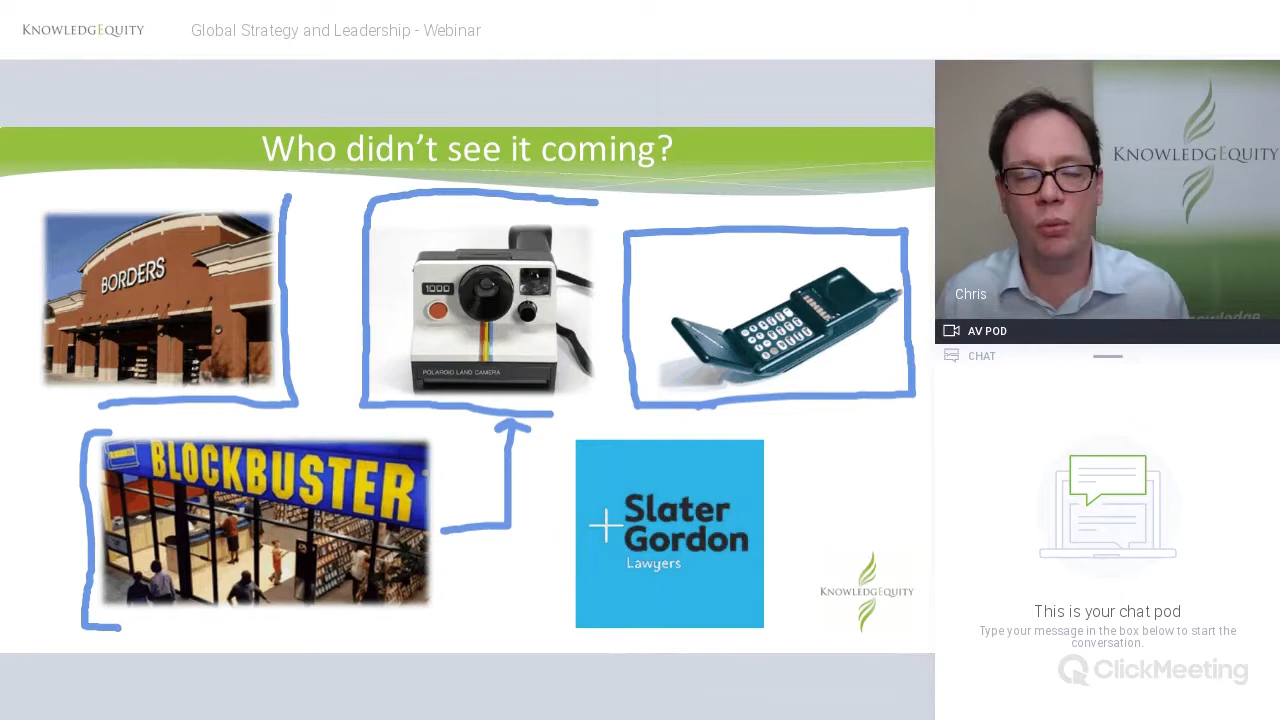 KNOWLEDGEQUITY
Global Strategy and Leadership - Webinar
Who didn't see it coming?
BORDERS
1000
POLAROID LAND CAMERA
BLOCKBUSTER
Slater
Gordon
Lawyers
KNOWLEDGEQUITY
KNOWLEDGEQUITY
Chris
AV POD
CHAT
This is your chat pod
Type your message in the box below to start the
conversation.
ClickMeeting